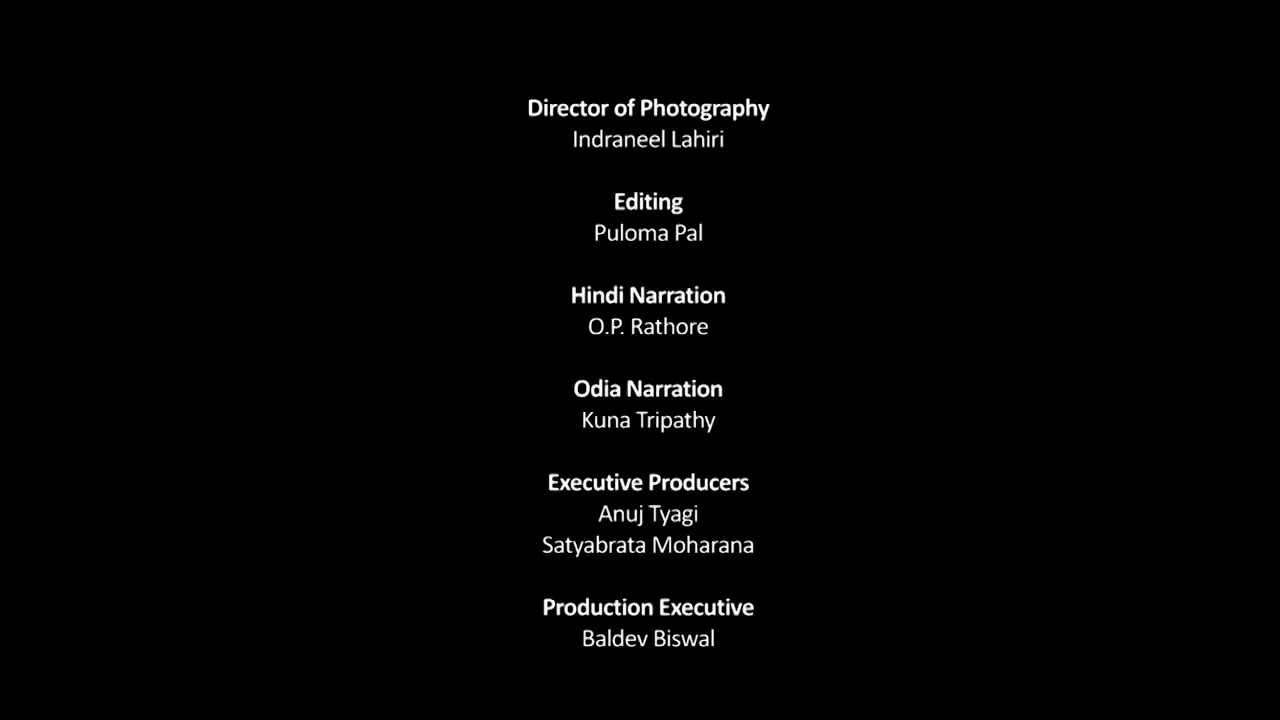 Director of Photography
Indraneel Lahiri
Editing
Puloma Pal
Hindi Narration
O.P. Rathore
Odia Narration
Kuna Tripathy
Executive Producers
Anuj Tyagi
Satyabrata Moharana
Production Executive
Baldev Biswal